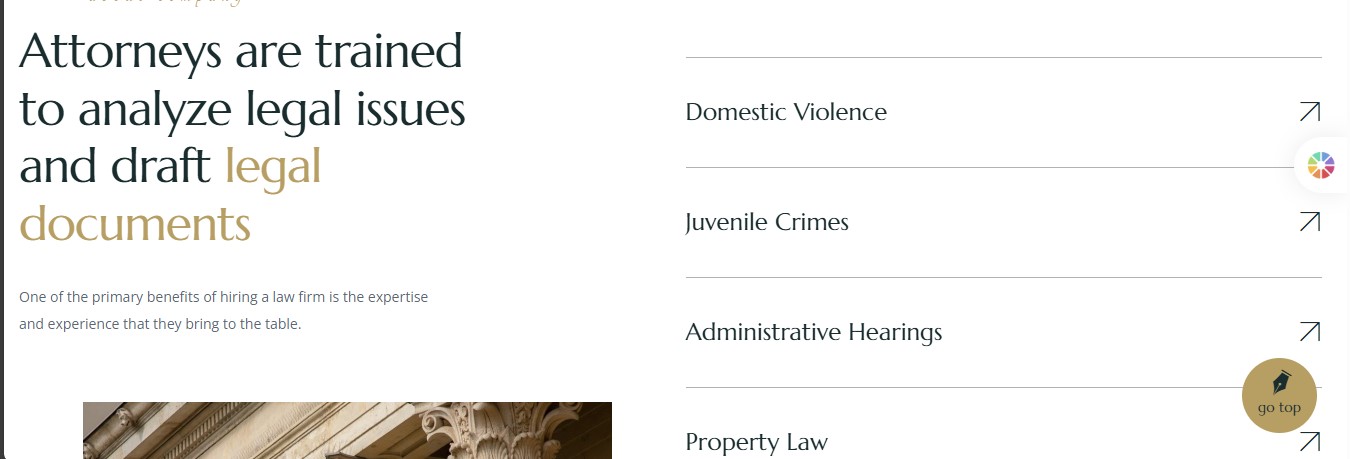 Attorneys are trained
to analyze legal issues
and draft legal
documents
One of the primary benefits of hiring a law firm is the expertise
and experience that they bring to the table.
Domestic Violence
Juvenile Crimes
Administrative Hearings
Property Law
go top